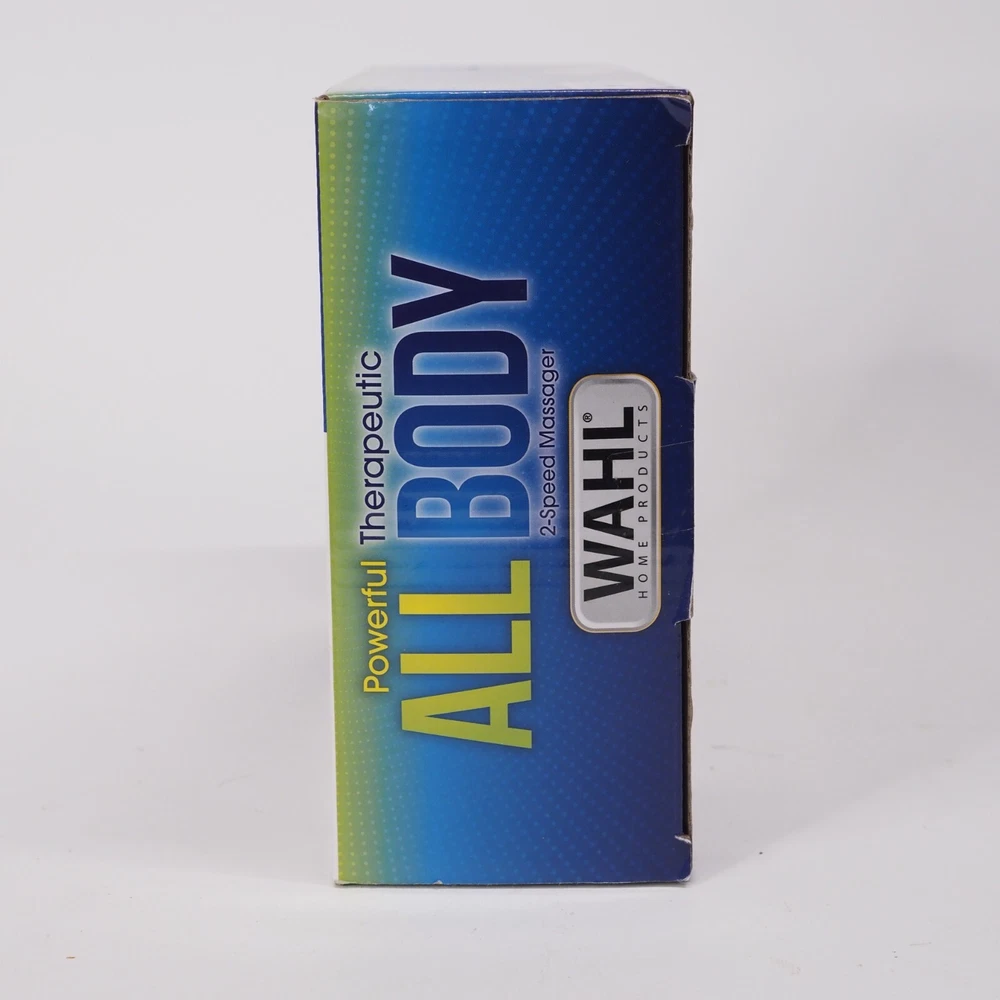 Powerful Therapeutic
ALL BODY
2-Speed Massager
WAHL®
HOME PRODUCTS